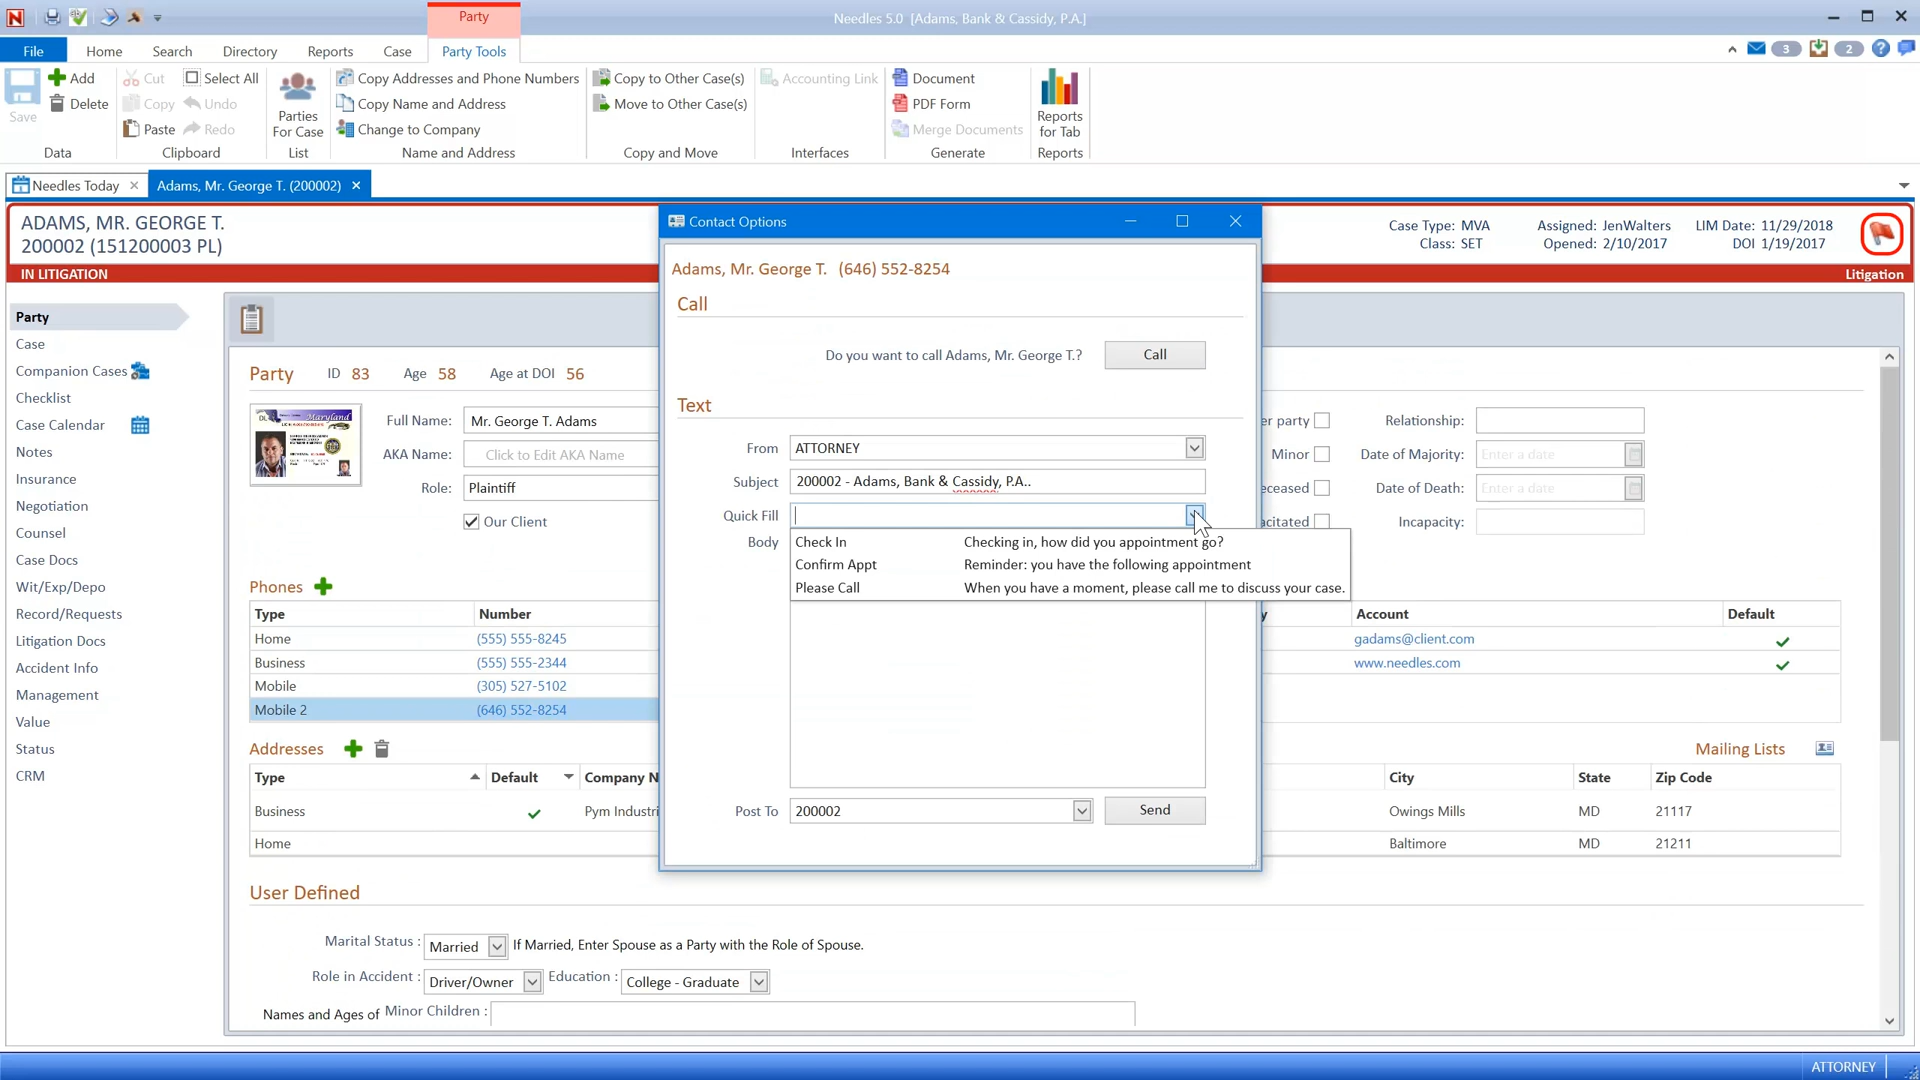 Party
Needles 5.0 [Adams, Bank & Cassidy, P.A.]
File Home Search Directory Reports Case Party Tools
3 2
Save
Add
Delete
Data
Cut
Copy
Paste
Select All
Undo
Redo
Clipboard
Parties For Case
List
Copy Addresses and Phone Numbers
Copy Name and Address
Change to Company
Name and Address
Copy to Other Case(s)
Move to Other Case(s)
Copy and Move
Accounting Link
Interfaces
Document
PDF Form
Merge Documents
Generate
Reports for Tab
Reports
Needles Today
Adams, Mr. George T. (200002)
ADAMS, MR. GEORGE T.
200002 (151200003 PL)
IN LITIGATION
Case Type: MVA
Class: SET
Assigned: JenWalters
Opened: 2/10/2017
LIM Date: 11/29/2018
DOI 1/19/2017
Litigation
Party
Case
Companion Cases
Checklist
Case Calendar
Notes
Insurance
Negotiation
Counsel
Case Docs
Wit/Exp/Depo
Record/Requests
Litigation Docs
Accident Info
Management
Value
Status
CRM
Party ID 83 Age 58 Age at DOI 56
DL
Maryland
Full Name: Mr. George T. Adams
AKA Name: Click to Edit AKA Name
Role: Plaintiff
Our Client
Phones
Type Number
Home (555) 555-8245
Business (555) 555-2344
Mobile (305) 527-5102
Mobile 2 (646) 552-8254
Contact Options
Adams, Mr. George T. (646) 552-8254
Call
Do you want to call Adams, Mr. George T.? Call
Text
From ATTORNEY
Subject 200002 - Adams, Bank & Cassidy, P.A..
Quick Fill
Body
Check In Checking in, how did you appointment go?
Confirm Appt Reminder: you have the following appointment
Please Call When you have a moment, please call me to discuss your case.
Post To 200002 Send
er party
Minor
eceased
acitated
Relationship:
Date of Majority: Enter a date
Date of Death: Enter a date
Incapacity:
y Account Default
gadams@client.com
www.needles.com
Addresses
Mailing Lists
Type Default Company N City State Zip Code
Business Pym Industri Owings Mills MD 21117
Home Baltimore MD 21211
User Defined
Marital Status : Married If Married, Enter Spouse as a Party with the Role of Spouse.
Role in Accident : Driver/Owner Education : College - Graduate
Names and Ages of Minor Children :
ATTORNEY